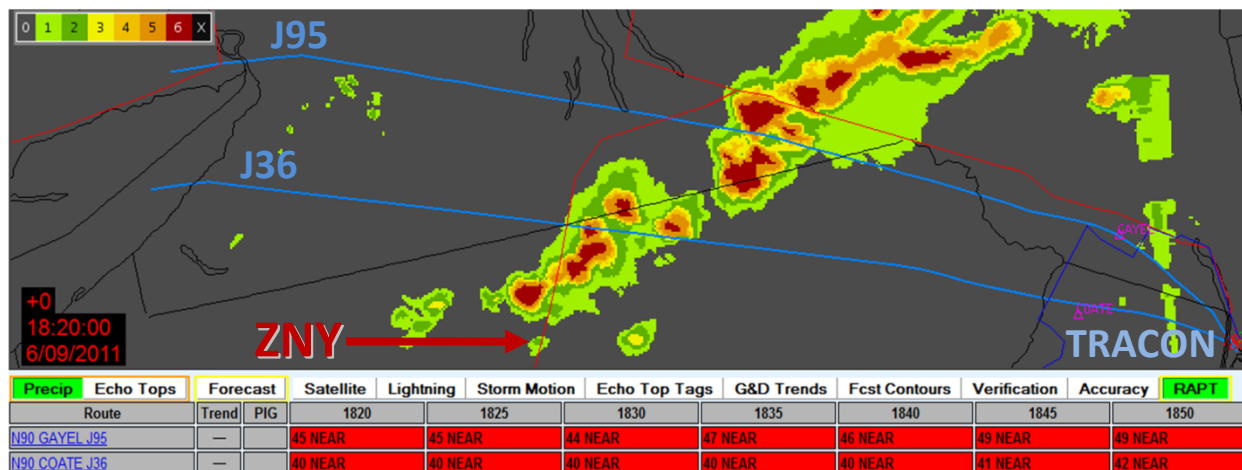 0 1 2 3 4 5 6 X
J95
J36
GAYEL
+0
18:20:00
6/09/2011
ZNY
TRACON
Precip Echo Tops Forecast Satellite Lightning Storm Motion Echo Top Tags G&D Trends Fcst Contours Verification Accuracy RAPT
Route Trend PIG 1820 1825 1830 1835 1840 1845 1850
N90 GAYEL J95 — 45 NEAR 45 NEAR 44 NEAR 47 NEAR 46 NEAR 49 NEAR 49 NEAR
N90 COATE J36 — 40 NEAR 40 NEAR 40 NEAR 40 NEAR 40 NEAR 41 NEAR 42 NEAR